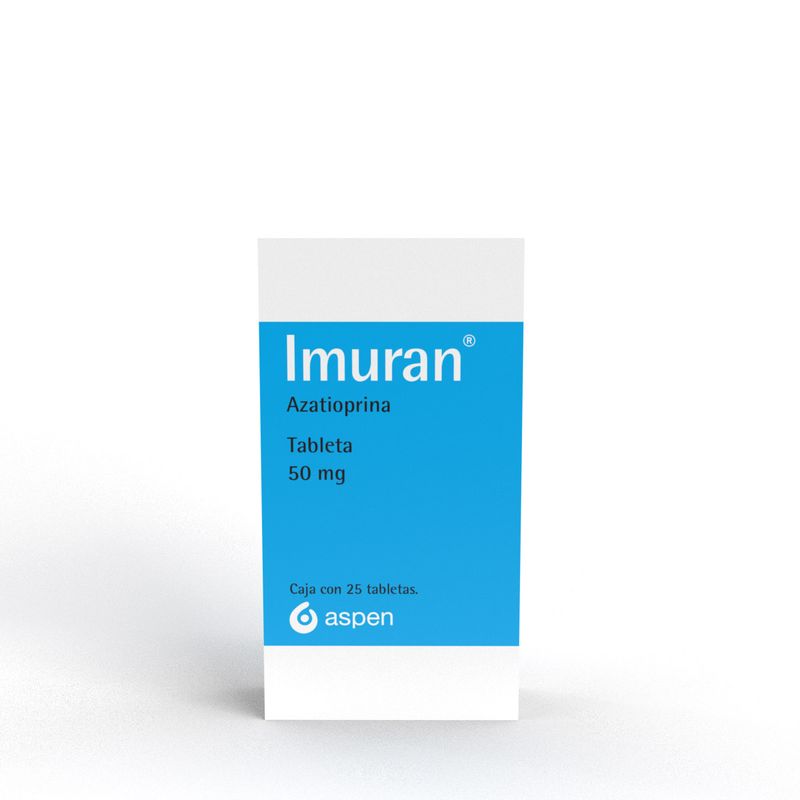 Imuran®
Azatioprina
Tableta
50 mg
Caja con 25 tabletas.
aspen